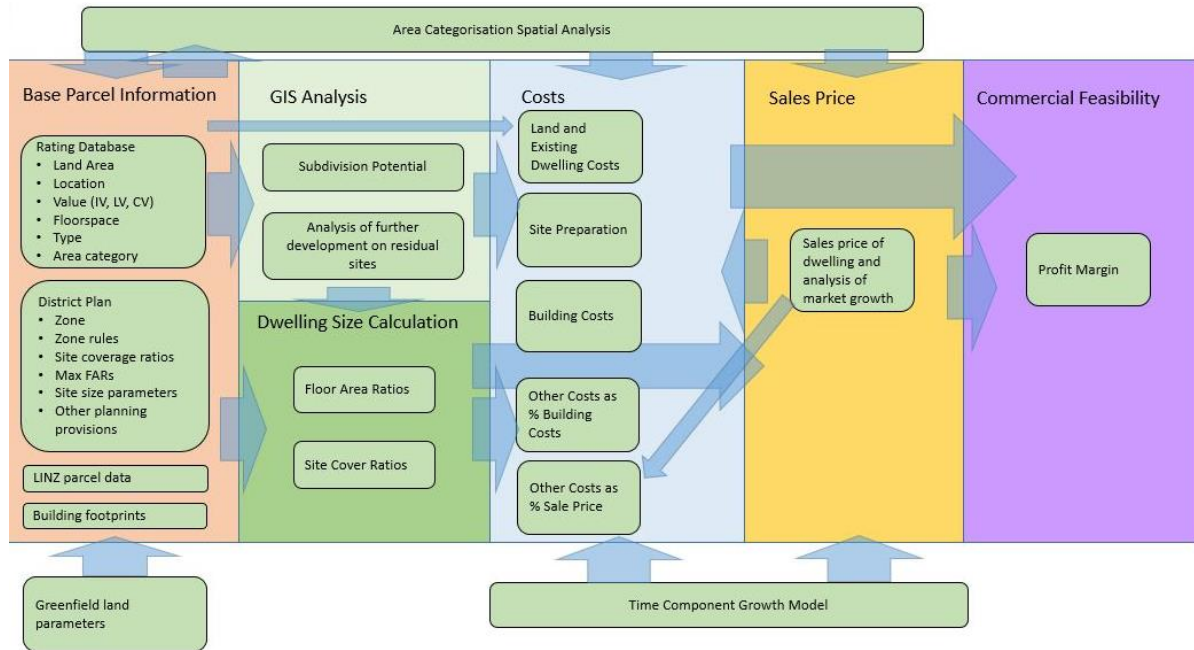 Area Categorisation Spatial Analysis
Base Parcel Information
Rating Database
• Land Area
• Location
• Value (IV, LV, CV)
• Floorspace
• Type
• Area category
District Plan
• Zone
• Zone rules
• Site coverage ratios
• Max FARs
• Site size parameters
• Other planning
provisions
LINZ parcel data
Building footprints
Greenfield land
parameters
GIS Analysis
Subdivision Potential
Analysis of further
development on residual
sites
Dwelling Size Calculation
Floor Area Ratios
Site Cover Ratios
Costs
Land and
Existing
Dwelling Costs
Site Preparation
Building Costs
Other Costs as
% Building
Costs
Other Costs as
% Sale Price
Sales Price
Sales price of
dwelling and
analysis of
market growth
Commercial Feasibility
Profit Margin
Time Component Growth Model